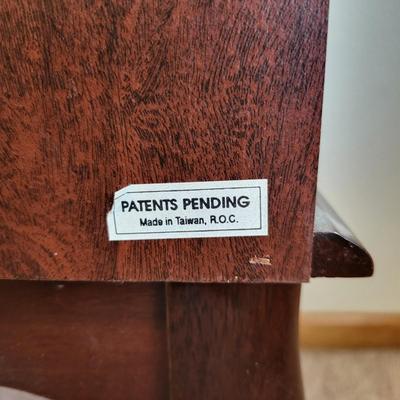 PATENTS PENDING
Made in Taiwan, R.O.C.